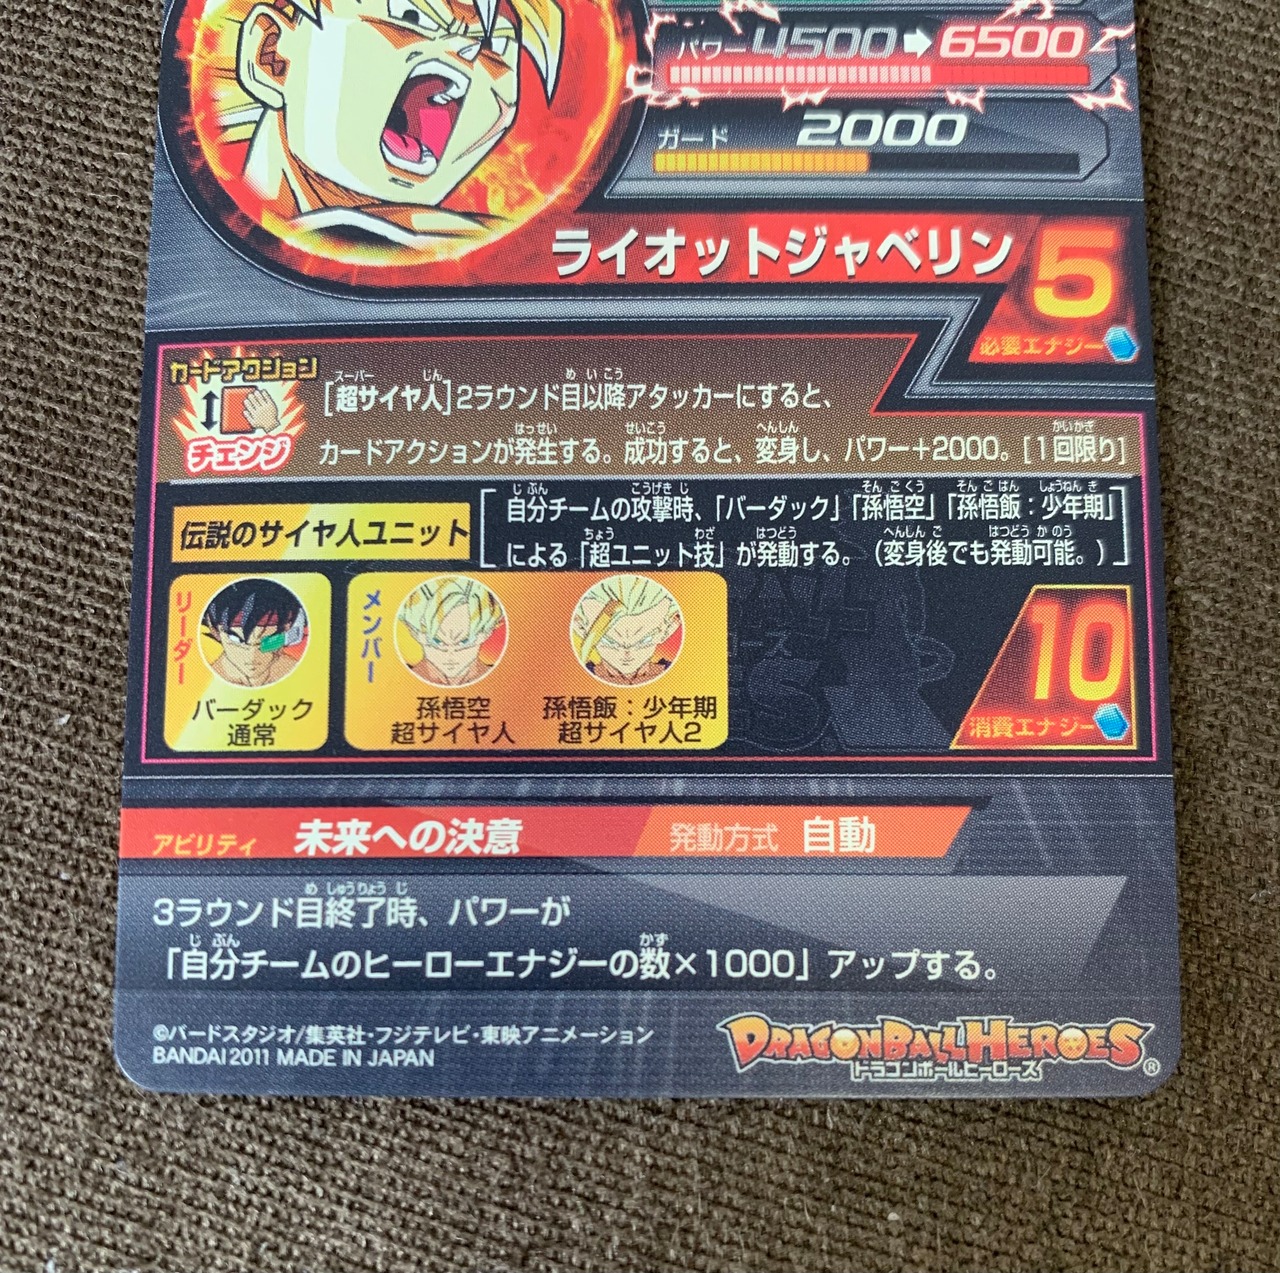 パワー 4500➡6500
ガード 2000
ライオットジャベリン 5
必要エナジー
カードアクション
チェンジ
[超サイヤ人]2ラウンド目以降アタッカーにすると、
カードアクションが発生する。成功すると、変身し、パワー+2000。[1回限り]
伝説のサイヤ人ユニット
自分チームの攻撃時、「バーダック」「孫悟空」「孫悟飯:少年期」
による「超ユニット技」が発動する。(変身後でも発動可能。)
リーダー
バーダック
通常
メンバー
孫悟空
超サイヤ人
孫悟飯:少年期
超サイヤ人2
10
消費エナジー
アビリティ 未来への決意 発動方式 自動
3ラウンド目終了時、パワーが
「自分チームのヒーローエナジーの数×1000」アップする。
©バードスタジオ/集英社・フジテレビ・東映アニメーション
BANDAI 2011 MADE IN JAPAN
DRAGONBALL HEROES®
ドラゴンボールヒーローズ